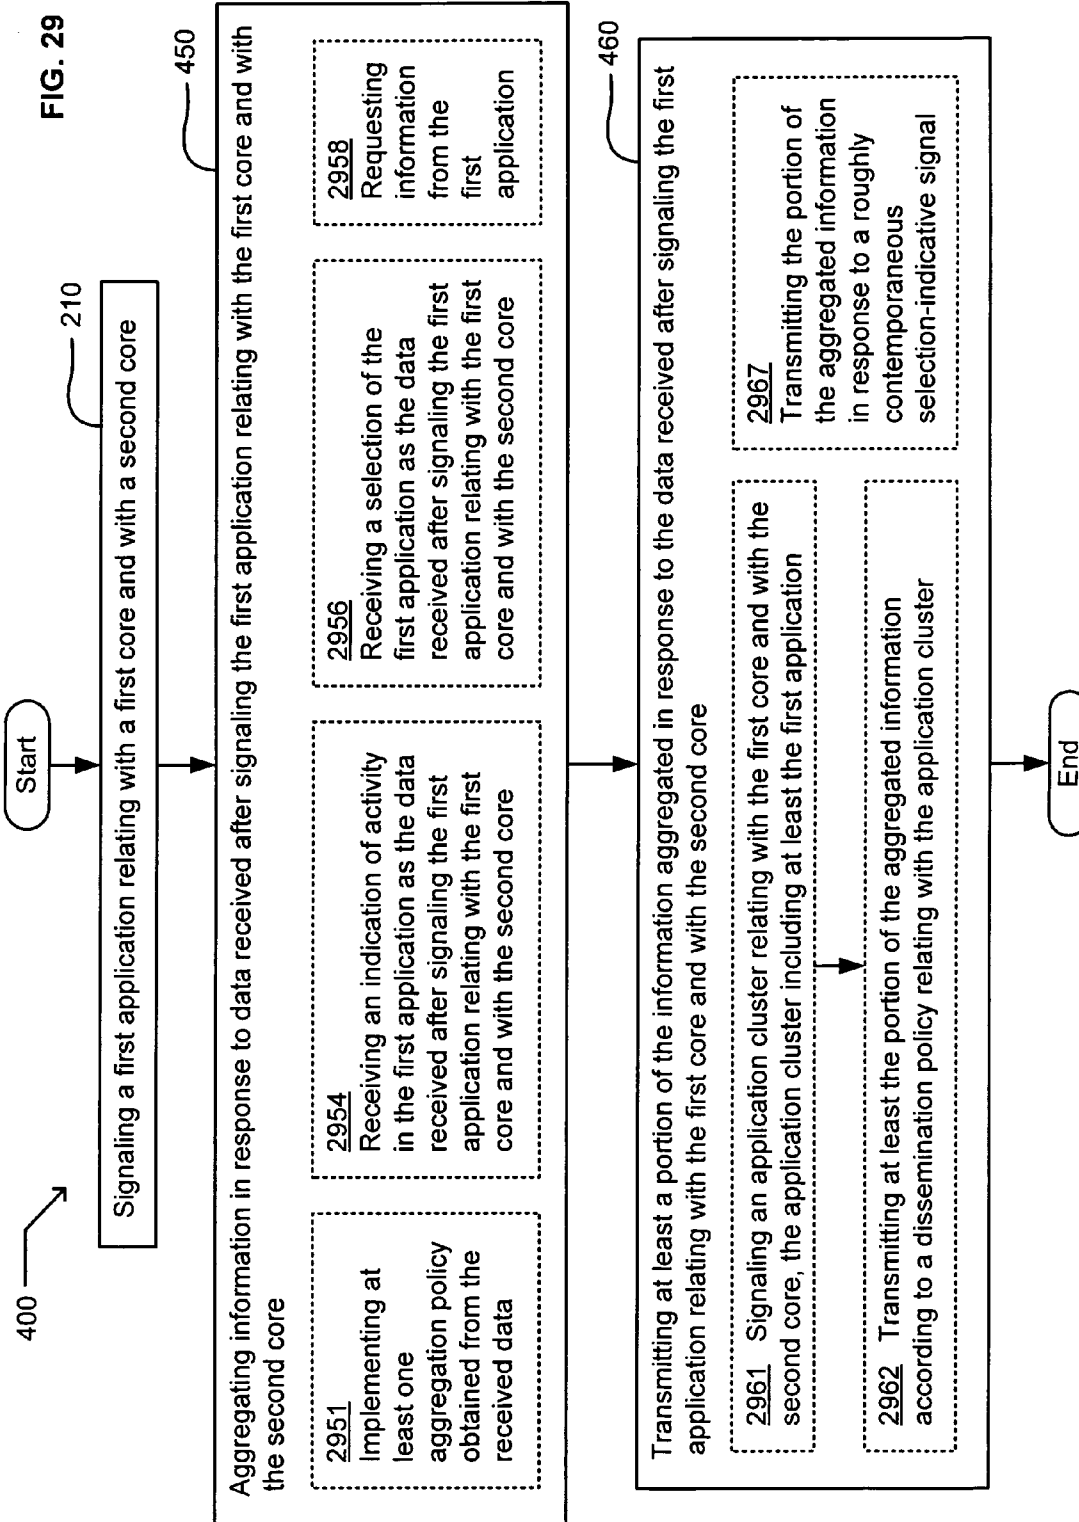 FIG. 29
400
Start
210
Signaling a first application relating with a first core and with a second core
450
Aggregating information in response to data received after signaling the first application relating with the first core and with
the second core
2951
Implementing at
least one
aggregation policy
obtained from the
received data
2954
Receiving an indication of activity
in the first application as the data
received after signaling the first
application relating with the first
core and with the second core
2956
Receiving a selection of the
first application as the data
received after signaling the first
application relating with the first
core and with the second core
2958
Requesting
information
from the
first
application
460
Transmitting at least a portion of the information aggregated in response to the data received after signaling the first
application relating with the first core and with the second core
2961 Signaling an application cluster relating with the first core and with the
second core, the application cluster including at least the first application
2962 Transmitting at least the portion of the aggregated information
according to a dissemination policy relating with the application cluster
2967
Transmitting the portion of
the aggregated information
in response to a roughly
contemporaneous
selection-indicative signal
End